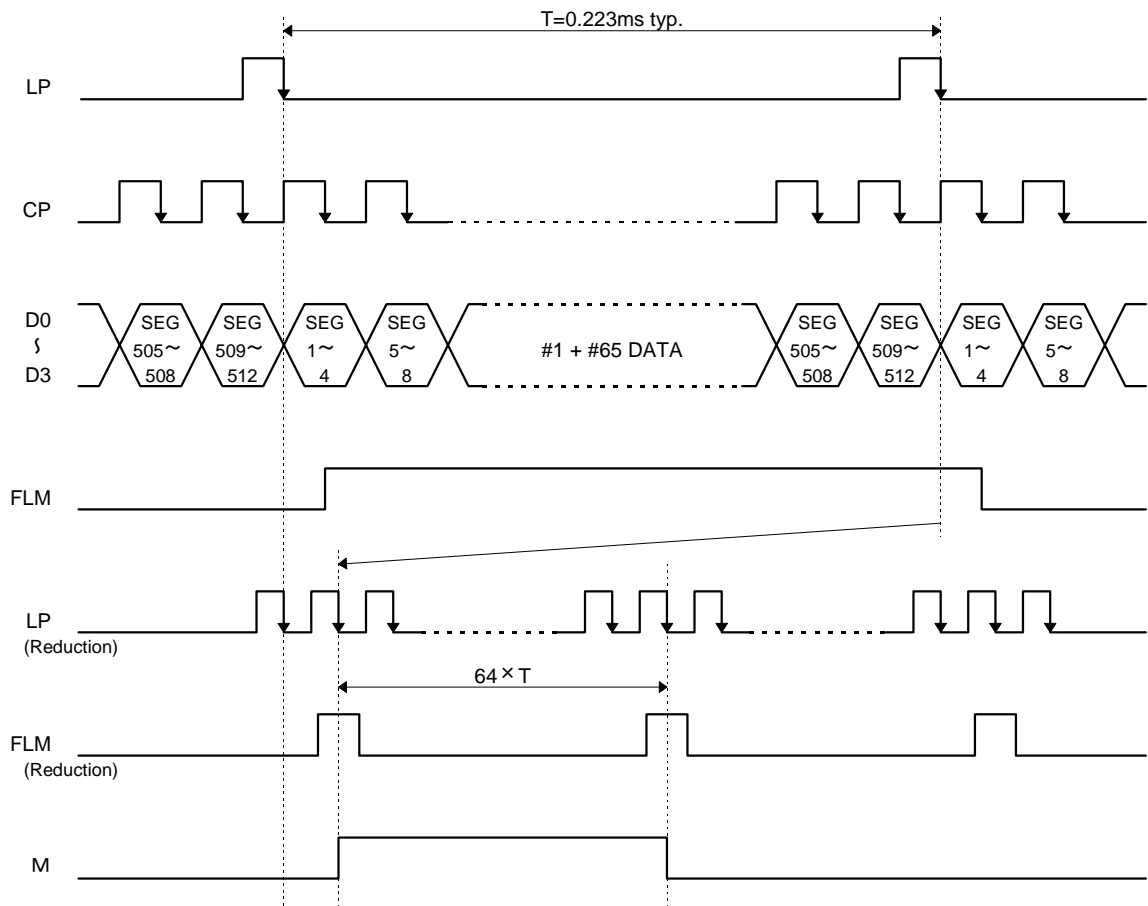 T=0.223ms typ.
LP
CP
D0
∫
D3
SEG
505~
508
SEG
509~
512
SEG
1~
4
SEG
5~
8
#1 + #65 DATA
SEG
505~
508
SEG
509~
512
SEG
1~
4
SEG
5~
8
FLM
LP
(Reduction)
64×T
FLM
(Reduction)
M